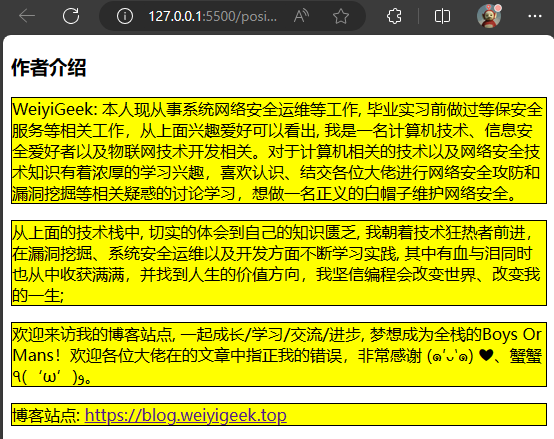 127.0.0.1:5500/posi...
作者介绍
WeiyiGeek: 本人现从事系统网络安全运维等工作, 毕业实习前做过等保安全
服务等相关工作，从上面兴趣爱好可以看出, 我是一名计算机技术、信息安
全爱好者以及物联网技术开发相关。对于计算机相关的技术以及网络安全技
术知识有着浓厚的学习兴趣，喜欢认识、结交各位大佬进行网络安全攻防和
漏洞挖掘等相关疑惑的讨论学习，想做一名正义的白帽子维护网络安全。
从上面的技术栈中, 切实的体会到自己的知识匮乏, 我朝着技术狂热者前进，
在漏洞挖掘、系统安全运维以及开发方面不断学习实践, 其中有血与泪同时
也从中收获满满，并找到人生的价值方向，我坚信编程会改变世界、改变我
的一生;
欢迎来访我的博客站点, 一起成长/学习/交流/进步, 梦想成为全栈的Boys Or
Mans！欢迎各位大佬在的文章中指正我的错误，非常感谢 (๑′ᴗ‵๑) ❤、蟹蟹
٩(‘ω’)و。
博客站点: https://blog.weiyigeek.top